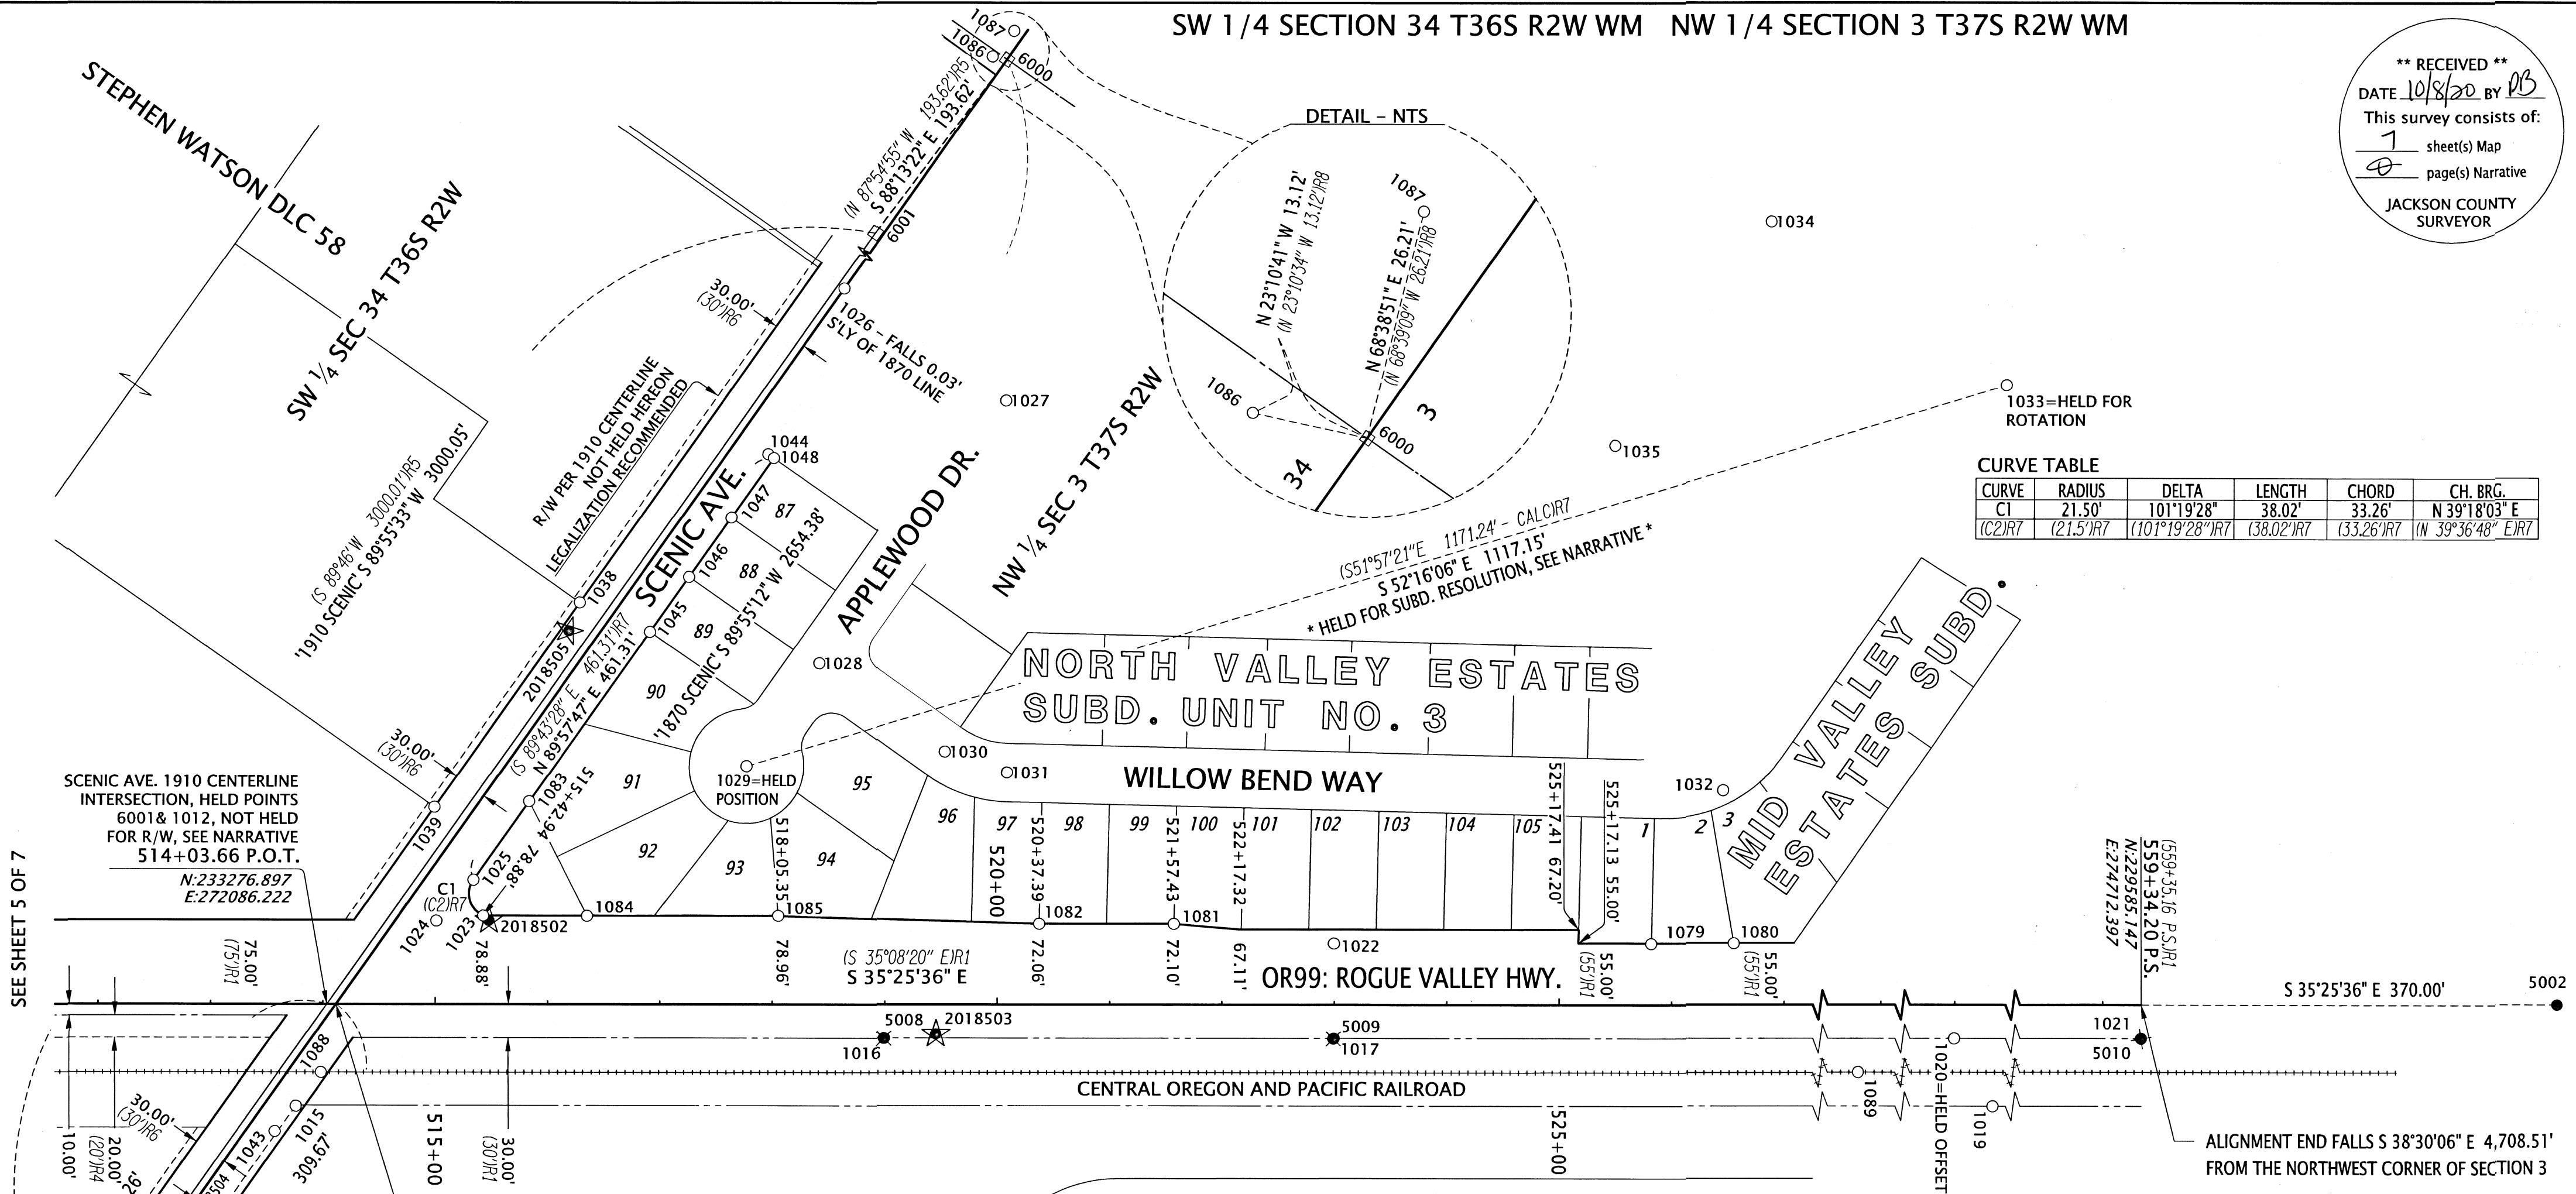 SW 1/4 SECTION 34 T36S R2W WM NW 1/4 SECTION 3 T37S R2W WM
** RECEIVED **
DATE 10/8/20 BY DB
This survey consists of:
7 sheet(s) Map
0 page(s) Narrative
JACKSON COUNTY
SURVEYOR
STEPHEN WATSON DLC 58
SW 1/4 SEC 34 T36S R2W
1087
1086
6000
(N 87°54'55" W 193.62')R5
S 88°13'22" E 193.62'
6001
DETAIL – NTS
N 23°10'41" W 13.12'
(N 23°10'34" W 13.12')R8
1087
N 68°38'51" E 26.21'
(N 68°39'09" W 26.21')R8
1086
6000
3
34
1034
30.00'
(30')R6
1026 – FALLS 0.03'
S'LY OF 1870 LINE
R/W PER 1910 CENTERLINE
NOT HELD HEREON
LEGALIZATION RECOMMENDED
1027
1033=HELD FOR
ROTATION
1035
1044
1048
1047
87
SCENIC AVE.
APPLEWOOD DR.
NW 1/4 SEC 3 T37S R2W
(S 89°46' W 3000.01')R5
'1910 SCENIC' S 89°55'33" W 3000.05'
CURVE TABLE
CURVE RADIUS DELTA LENGTH CHORD CH. BRG.
C1 21.50' 101°19'28" 38.02' 33.26' N 39°18'03" E
(C2)R7 (21.5')R7 (101°19'28")R7 (38.02')R7 (33.26')R7 (N 39°36'48" E)R7
(S51°57'21"E 1171.24' – CALC)R7
S 52°16'06" E 1117.15'
* HELD FOR SUBD. RESOLUTION, SEE NARRATIVE *
1046
88
1038
1045
89
'1870 SCENIC' S 89°55'12" W 2654.38'
2018505
(S 89°43'28" E 461.31')R7
N 89°57'47" E 461.31'
90
1028
NORTH VALLEY ESTATES
SUBD. UNIT NO. 3
MID VALLEY
ESTATES SUBD.
30.00'
(30')R6
1030
1031
WILLOW BEND WAY
1032
SCENIC AVE. 1910 CENTERLINE
INTERSECTION, HELD POINTS
6001& 1012, NOT HELD
FOR R/W, SEE NARRATIVE
514+03.66 P.O.T.
N:233276.897
E:272086.222
1039
1083
515+42.94 78.88'
91
1029=HELD
POSITION
95
96
97
98
99
100
101
102
103
104
105
1
2
3
92
93
94
518+05.35
520+00
520+37.39
521+57.43
522+17.32
525+17.41 67.20'
525+17.13 55.00'
1025
C1
(C2)R7
1024
1023
2018502
1084
1085
1082
1081
1022
1079
1080
(559+35.16 P.S.)R1
559+34.20 P.S.
N:229585.147
E:274712.397
SEE SHEET 5 OF 7
75.00'
(75')R1
78.88'
78.96'
(S 35°08'20" E)R1
S 35°25'36" E
72.06'
72.10'
67.11'
OR99: ROGUE VALLEY HWY.
55.00'
(55')R1
55.00'
(55')R1
S 35°25'36" E 370.00'
5002
5008
2018503
1016
5009
1017
1021
5010
1088
CENTRAL OREGON AND PACIFIC RAILROAD
1089
1020=HELD OFFSET
1019
1015
309.67'
1043
30.00'
(30')R6
10.00'
20.00'
(20')R4
515+00
30.00'
(30')R1
525+00
ALIGNMENT END FALLS S 38°30'06" E 4,708.51'
FROM THE NORTHWEST CORNER OF SECTION 3